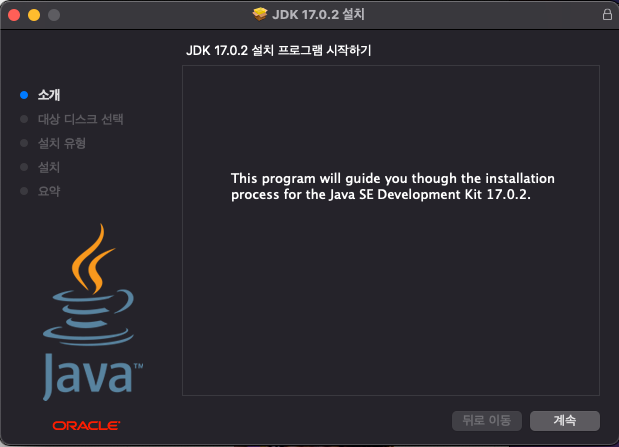 JDK 17.0.2 설치
JDK 17.0.2 설치 프로그램 시작하기
소개
대상 디스크 선택
설치 유형
설치
요약
This program will guide you though the installation
process for the Java SE Development Kit 17.0.2.
Java™
ORACLE®
뒤로 이동
계속